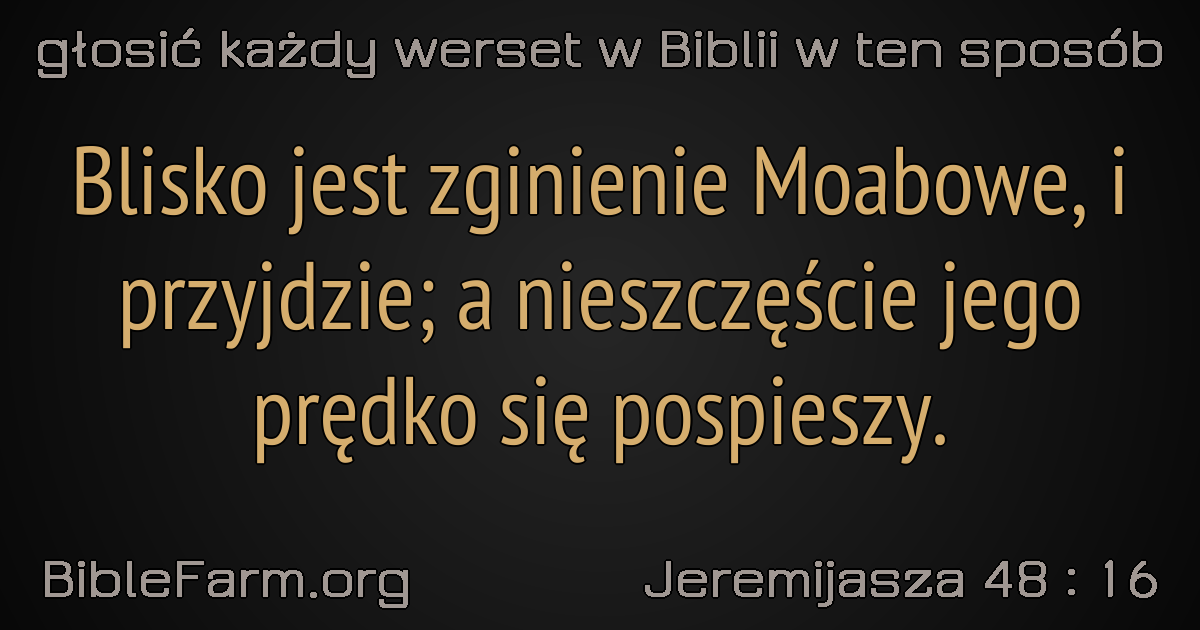 głosić każdy werset w Biblii w ten sposób
Blisko jest zginienie Moabowe, i
przyjdzie; a nieszczęście jego
prędko się pospieszy.
BibleFarm.org
Jeremijasza 48 : 16